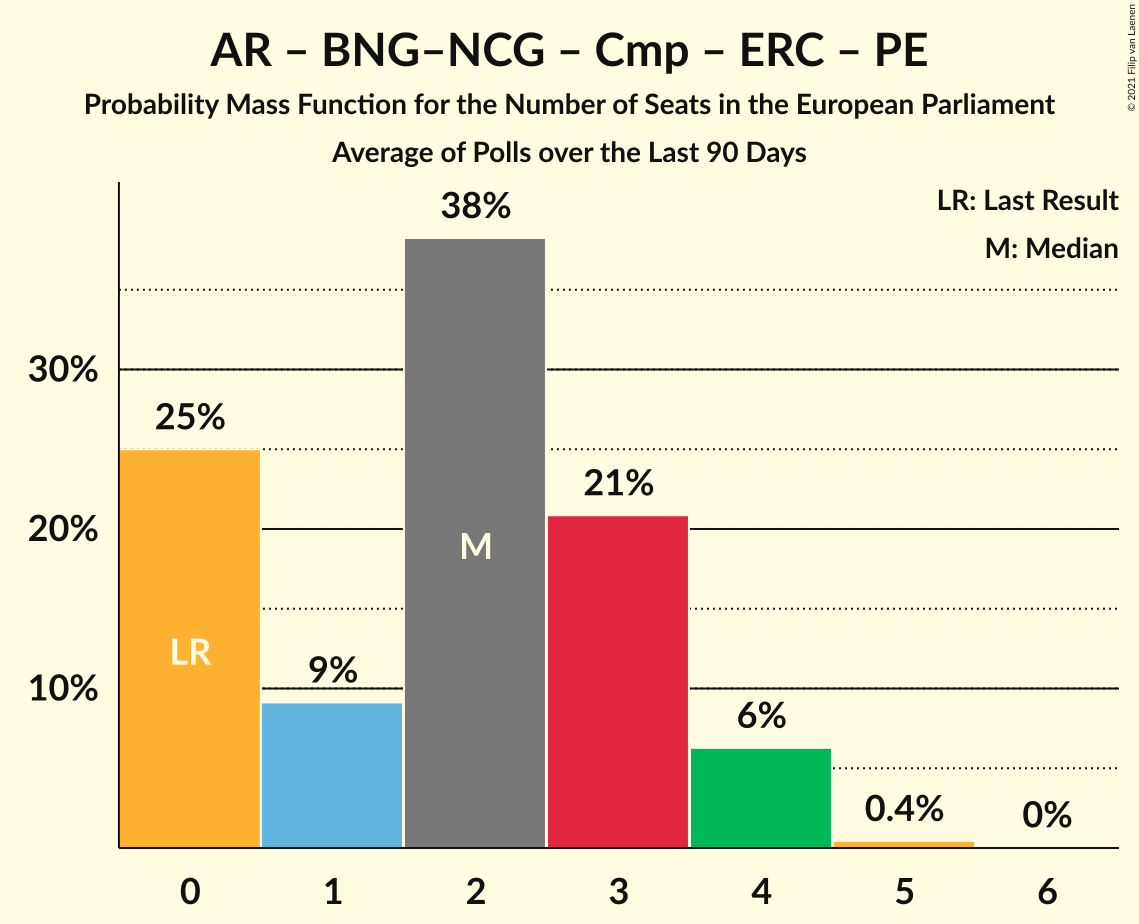 AR – BNG–NCG – Cmp – ERC – PE
Probability Mass Function for the Number of Seats in the European Parliament
Average of Polls over the Last 90 Days
© 2021 Filip van Laenen
LR: Last Result
M: Median
38%
30%
25%
21%
20%
M
LR
9%
10%
6%
0.4%
0%
0 1 2 3 4 5 6